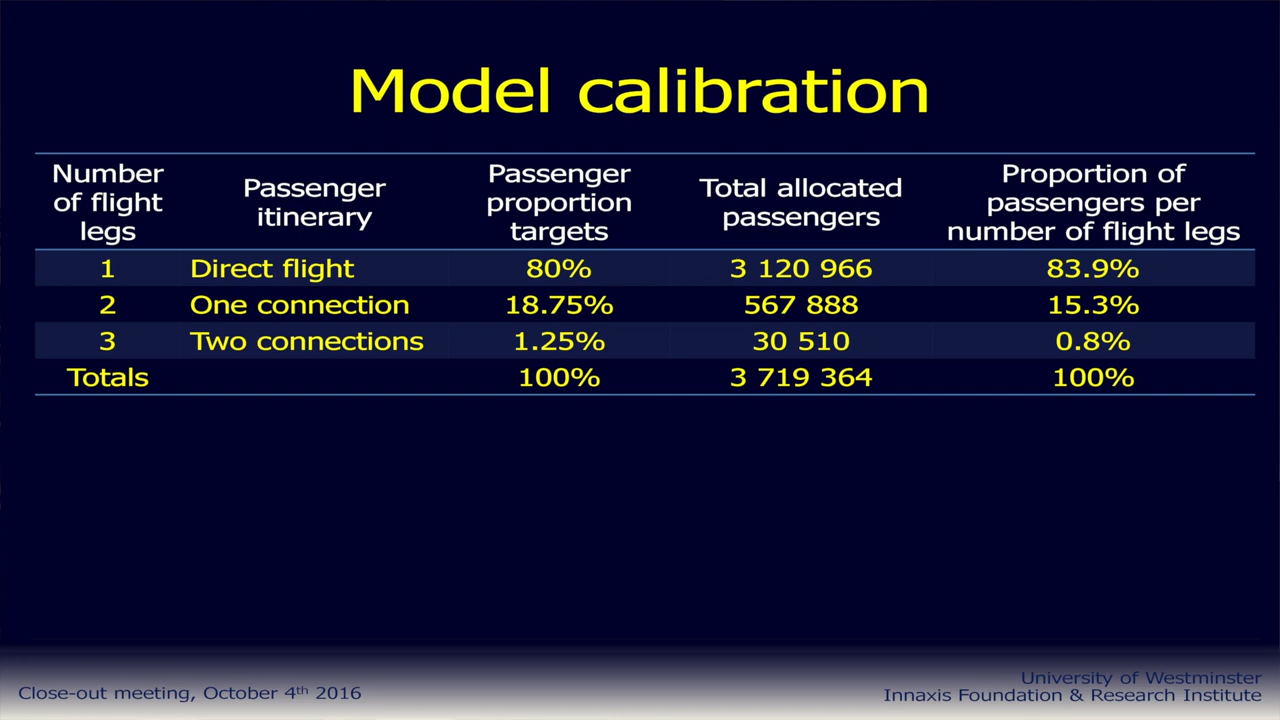 Model calibration
Number of flight legs
Passenger itinerary
Passenger proportion targets
Total allocated passengers
Proportion of passengers per number of flight legs
1 Direct flight 80% 3 120 966 83.9%
2 One connection 18.75% 567 888 15.3%
3 Two connections 1.25% 30 510 0.8%
Totals 100% 3 719 364 100%
Close-out meeting, October 4th 2016
University of Westminster
Innaxis Foundation & Research Institute